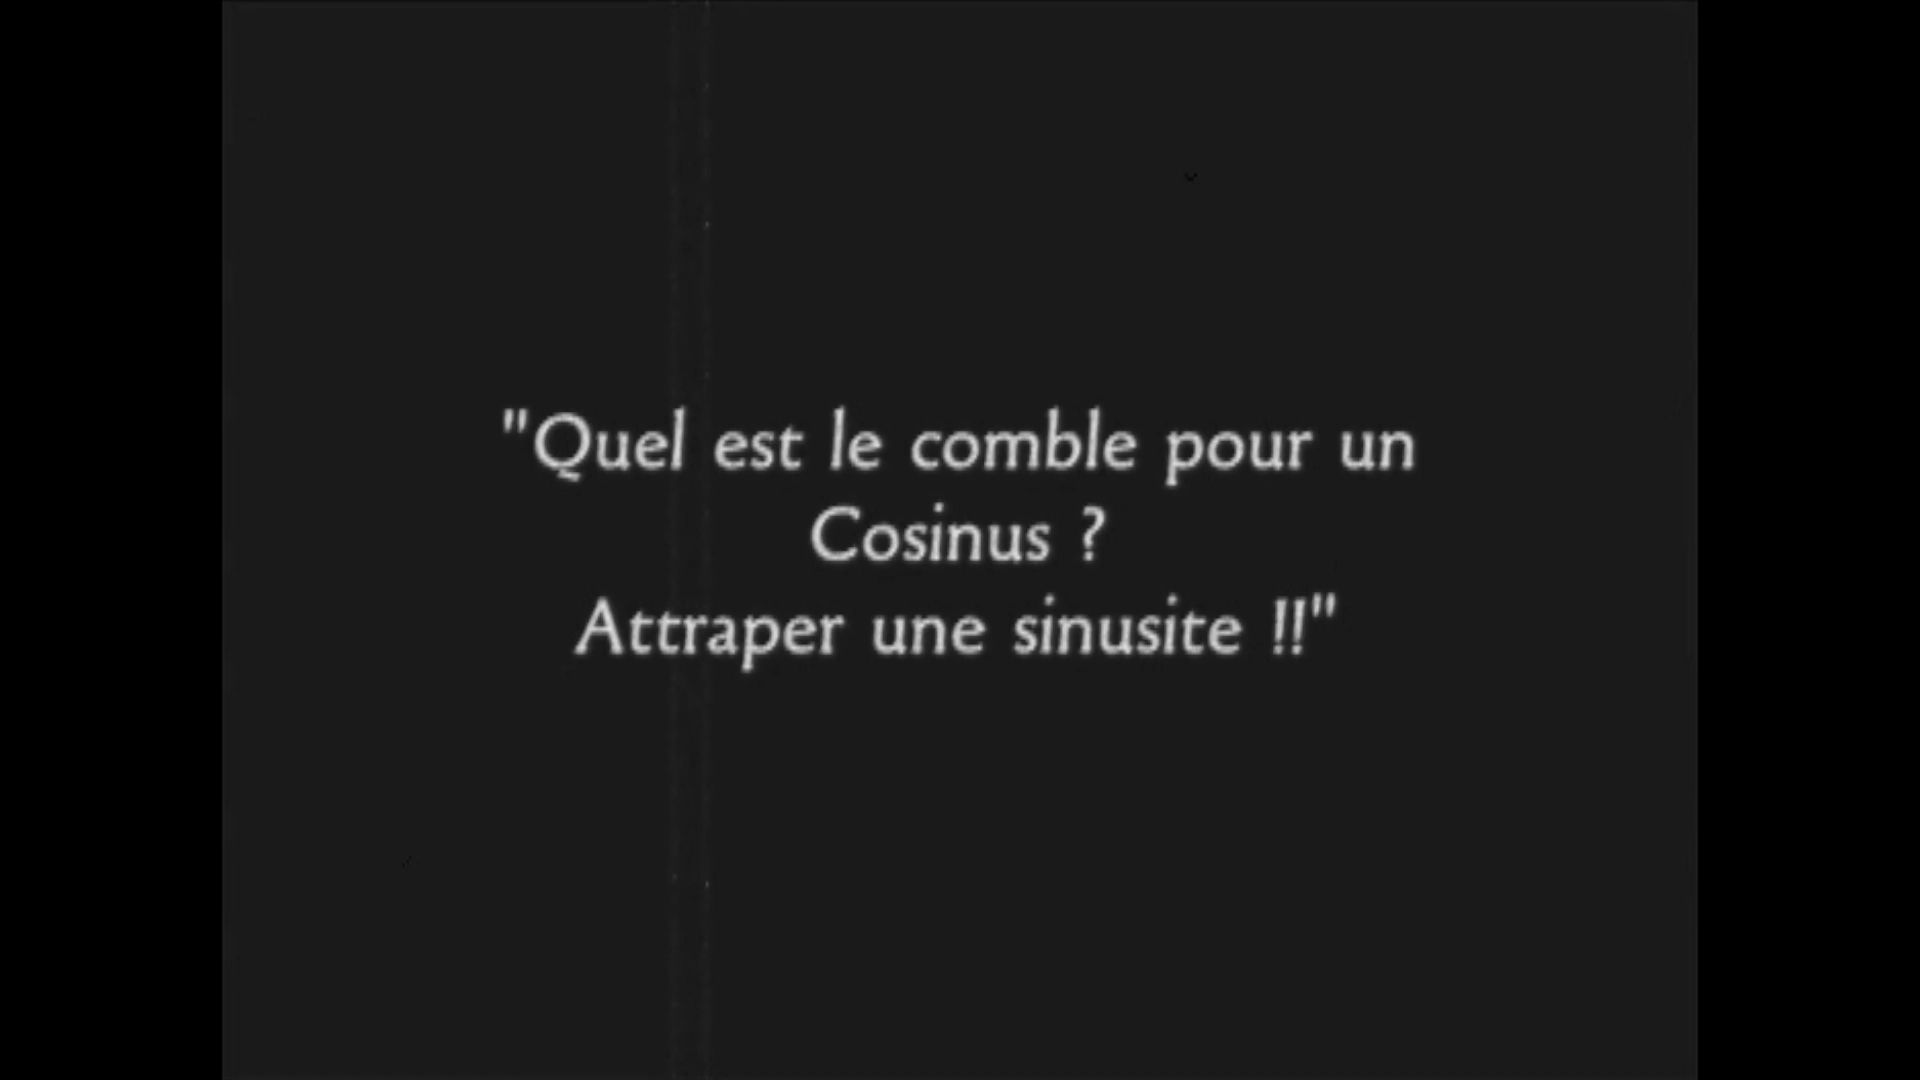 "Quel est le comble pour un
Cosinus ?
Attraper une sinusite !!"